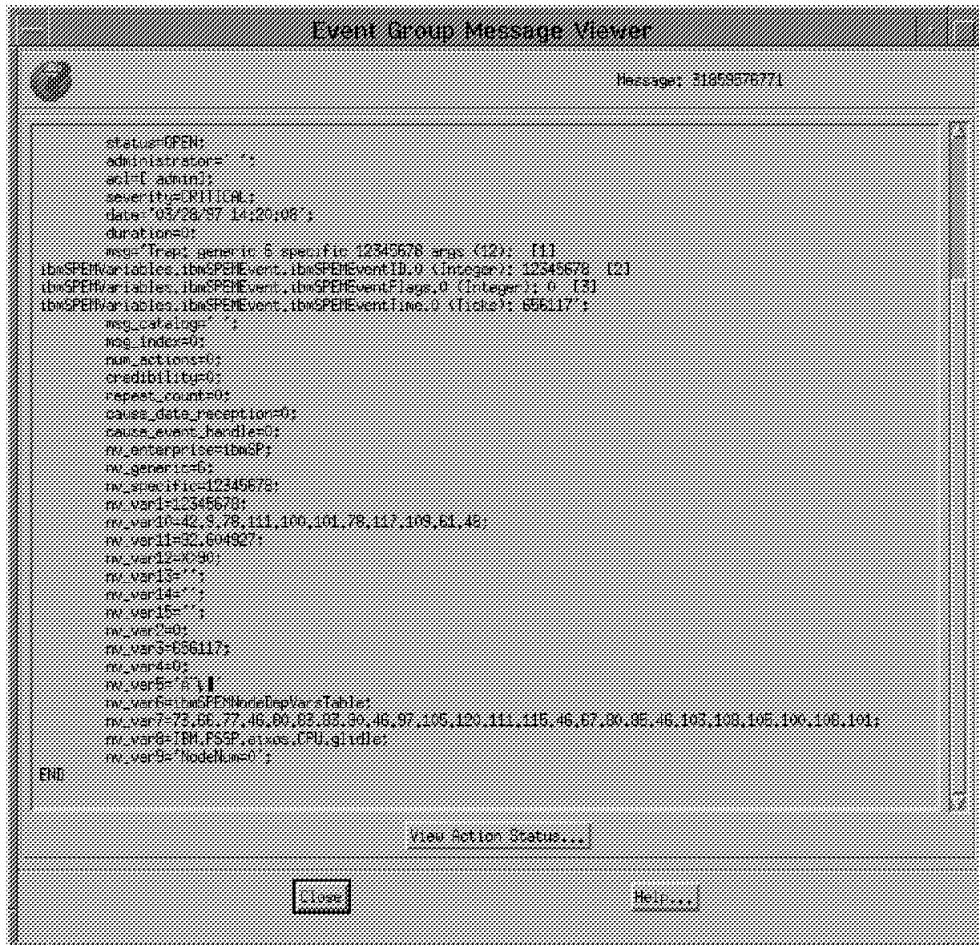 Event Group Message Viewer
Message: 31859576771
status=OPEN;
administrator=' ';
acl=[ admin];
severity=CRITICAL;
date='03/28/97 14:20:08';
duration=0;
msg='Trap: generic 6 specific 12345678 args (12): [1]
ibmSPEMVariables.ibmSPEMEvent.ibmSPEMEventID.0 (Integer): 12345678 [2]
ibmSPEMVariables.ibmSPEMEvent.ibmSPEMEventFlags.0 (Integer): 0 [3]
ibmSPEMVariables.ibmSPEMEvent.ibmSPEMEventTime.0 (Ticks): 656117';
msg_catalog=' ';
msg_index=0;
num_actions=0;
credibility=0;
repeat_count=0;
cause_date_reception=0;
cause_event_handle=0;
nv_enterprise=ibmSP;
nv_generic=6;
nv_specific=12345678;
nv_var1=12345678;
nv_var10=42,9,78,111,100,101,78,117,109,61,48;
nv_var11=92.604927;
nv_var12=X>90;
nv_var13='';
nv_var14='';
nv_var15='';
nv_var2=0;
nv_var3=656117;
nv_var4=0;
nv_var6=ibmSPEMNodeDepVarsTable;
nv_var7=73,66,77,46,80,83,83,80,46,97,105,120,111,115,46,67,80,85,46,103,108,105,100,108,101;
nv_var8=IBM.PSSP.aixos.CPU.glidle;
nv_var9='NodeNum=0';
END
View Action Status...
Close
Help...